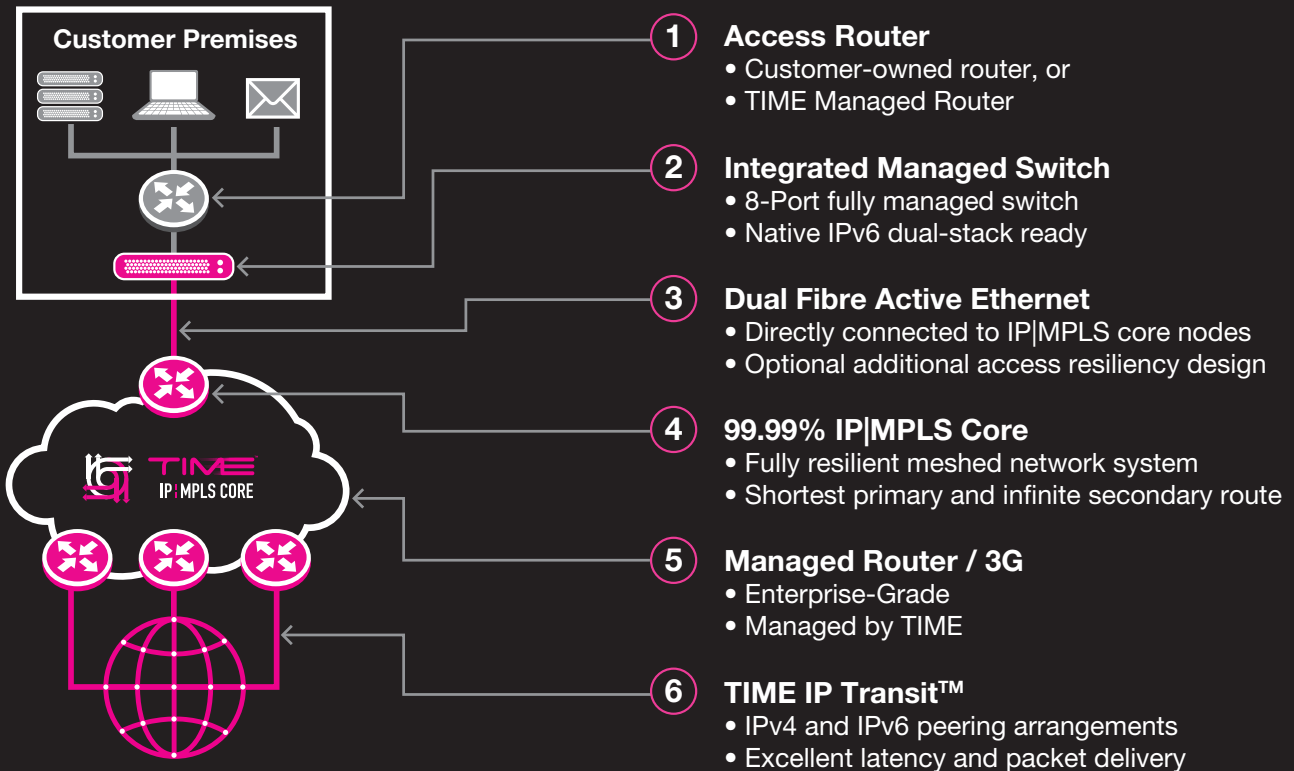 Customer Premises
1 Access Router
• Customer-owned router, or
• TIME Managed Router
2 Integrated Managed Switch
• 8-Port fully managed switch
• Native IPv6 dual-stack ready
3 Dual Fibre Active Ethernet
• Directly connected to IP|MPLS core nodes
• Optional additional access resiliency design
4 99.99% IP|MPLS Core
• Fully resilient meshed network system
• Shortest primary and infinite secondary route
TIME
IP¦MPLS CORE
5 Managed Router / 3G
• Enterprise-Grade
• Managed by TIME
6 TIME IP Transit™
• IPv4 and IPv6 peering arrangements
• Excellent latency and packet delivery